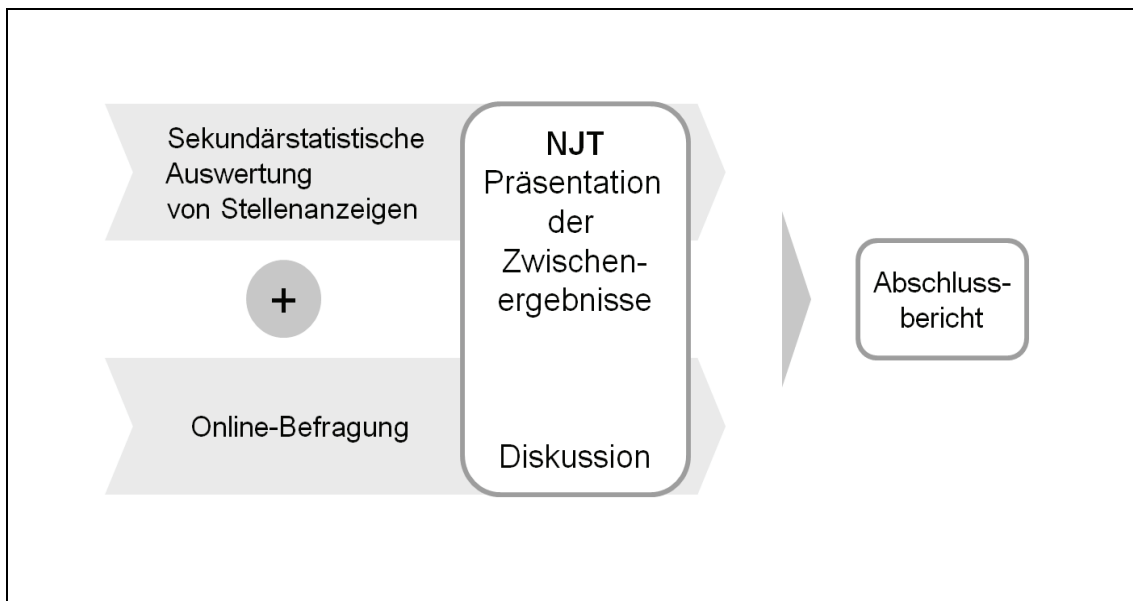 Sekundärstatistische
Auswertung
von Stellenanzeigen
+
Online-Befragung
NJT
Präsentation
der
Zwischen-
ergebnisse
Diskussion
Abschluss-
bericht